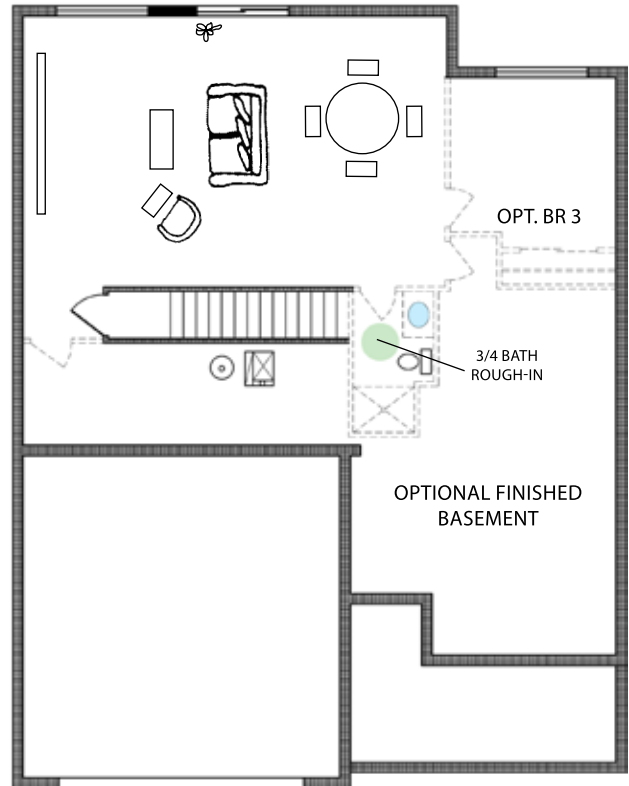 OPT. BR 3
3/4 BATH
ROUGH-IN
OPTIONAL FINISHED
BASEMENT